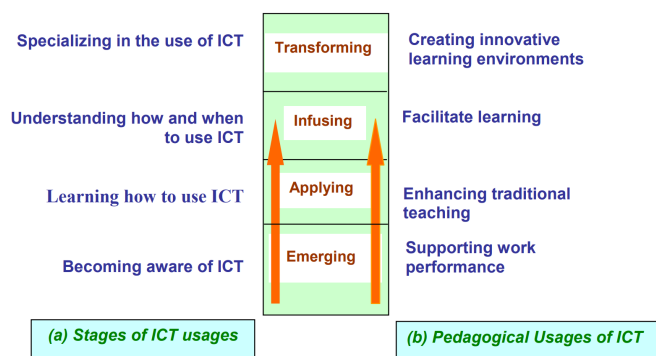 Specializing in the use of ICT
Transforming
Creating innovative
learning environments
Understanding how and when
to use ICT
Infusing
Facilitate learning
Learning how to use ICT
Applying
Enhancing traditional
teaching
Becoming aware of ICT
Emerging
Supporting work
performance
(a) Stages of ICT usages
(b) Pedagogical Usages of ICT